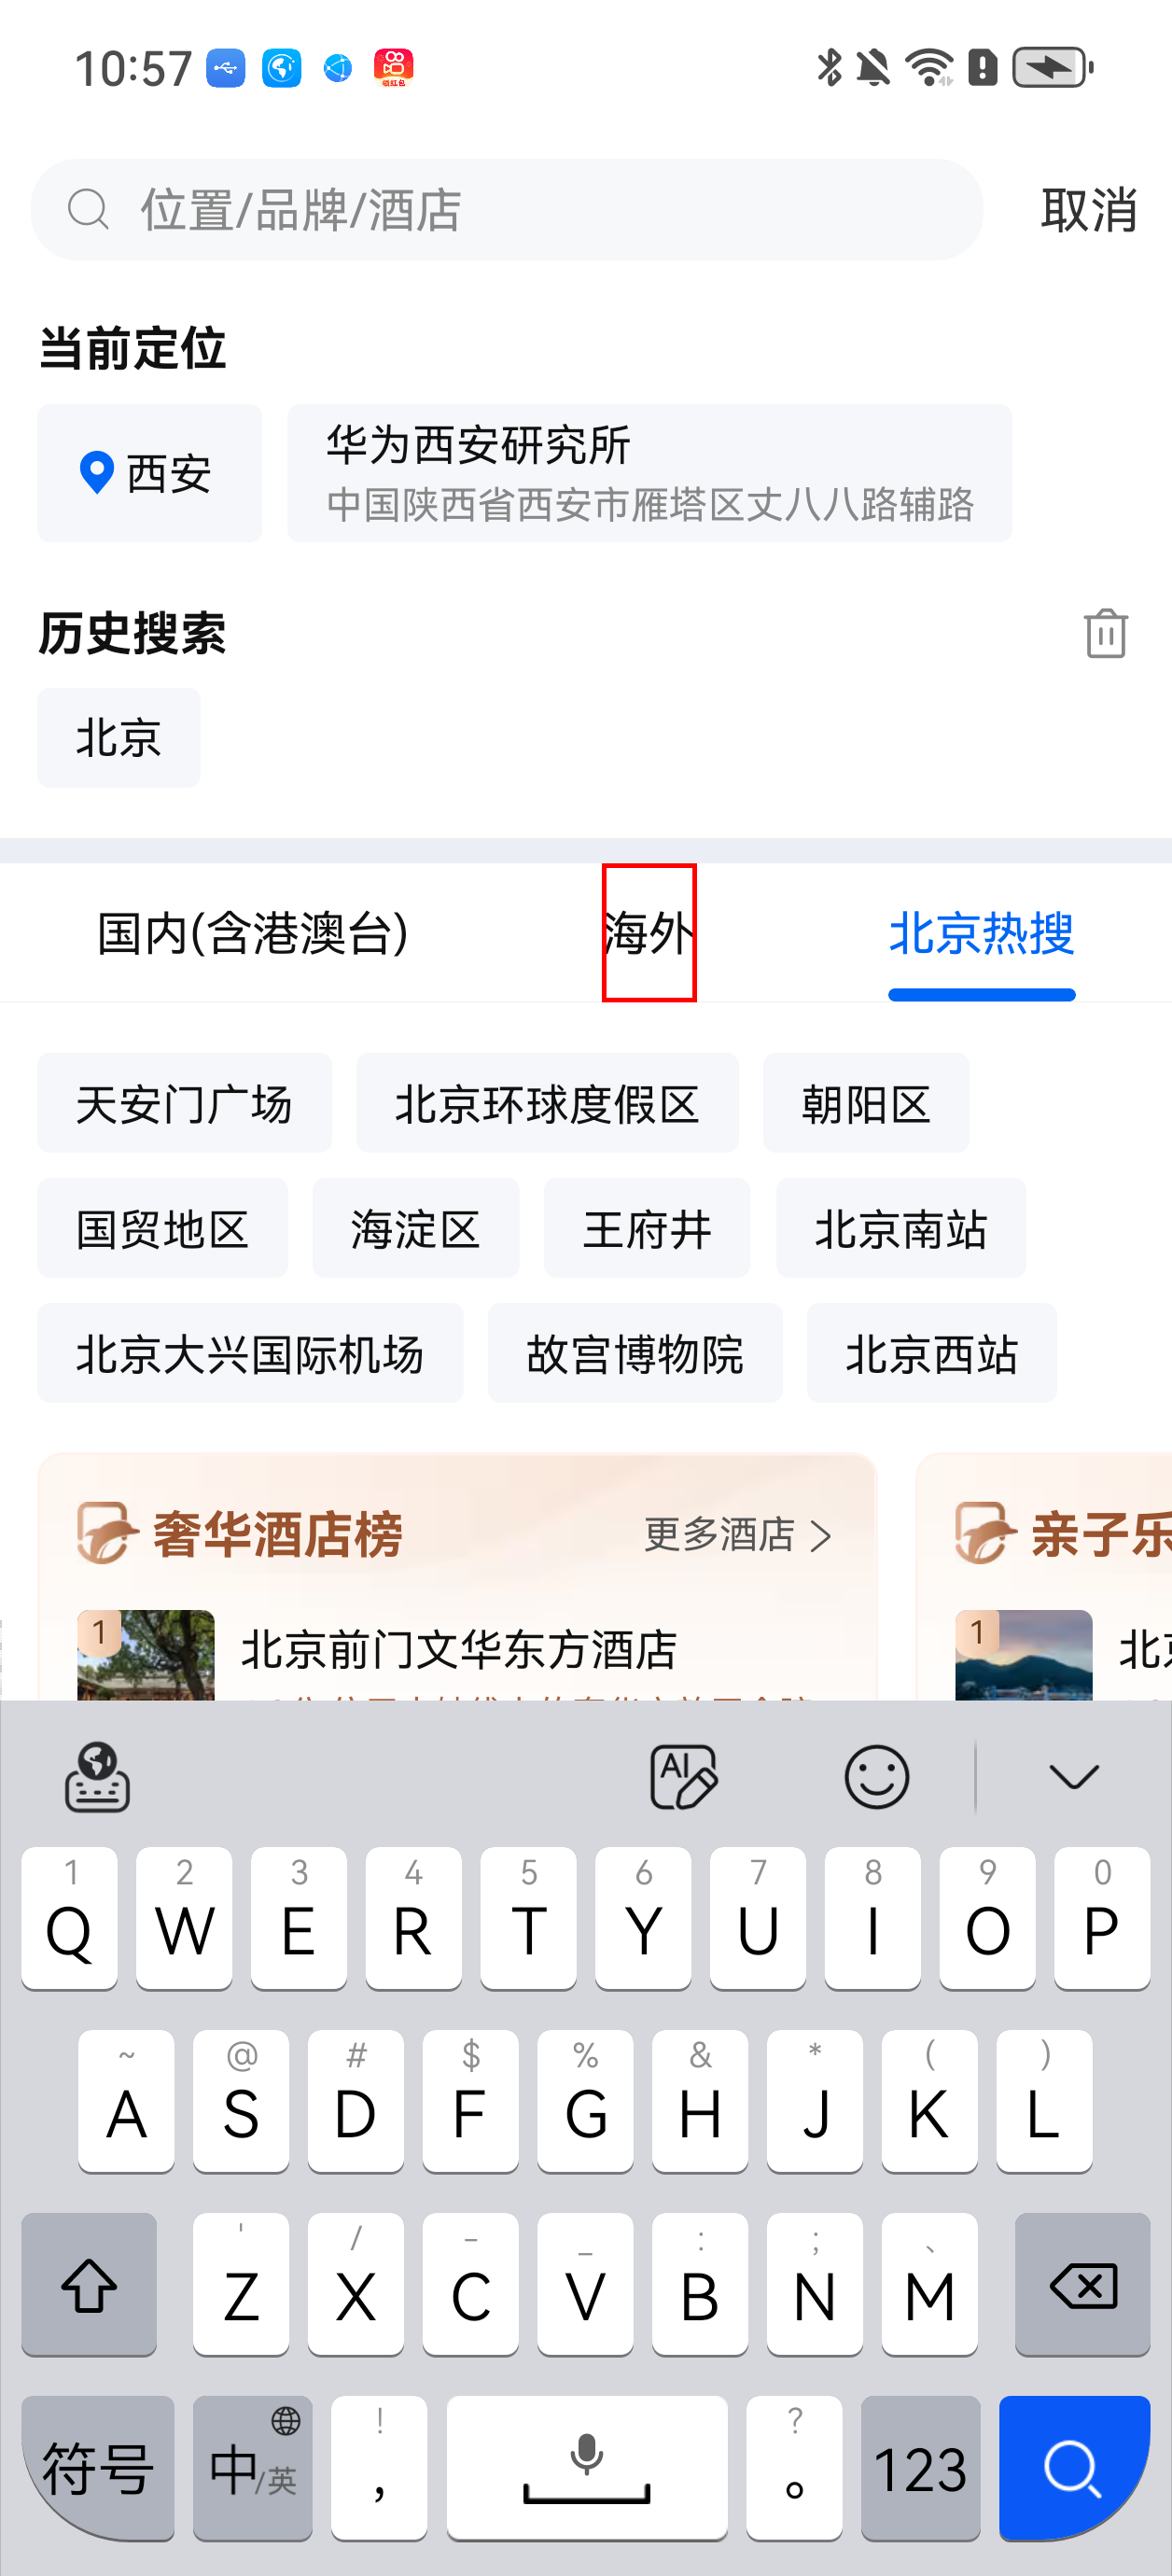 10:57
领红包
位置/品牌/酒店
取消
当前定位
西安
华为西安研究所
中国陕西省西安市雁塔区丈八八路辅路
历史搜索
北京
国内(含港澳台) 海外 北京热搜
天安门广场 北京环球度假区 朝阳区
国贸地区 海淀区 王府井 北京南站
北京大兴国际机场 故宫博物院 北京西站
奢华酒店榜 更多酒店 亲子乐
1 北京前门文华东方酒店 1 北京
AI
1 2 3 4 5 6 7 8 9 0
Q W E R T Y U I O P
~ @ # $ % & * ( )
A S D F G H J K L
' / - _ : ; 、
Z X C V B N M
符号 中/英 ! , ? 。 123